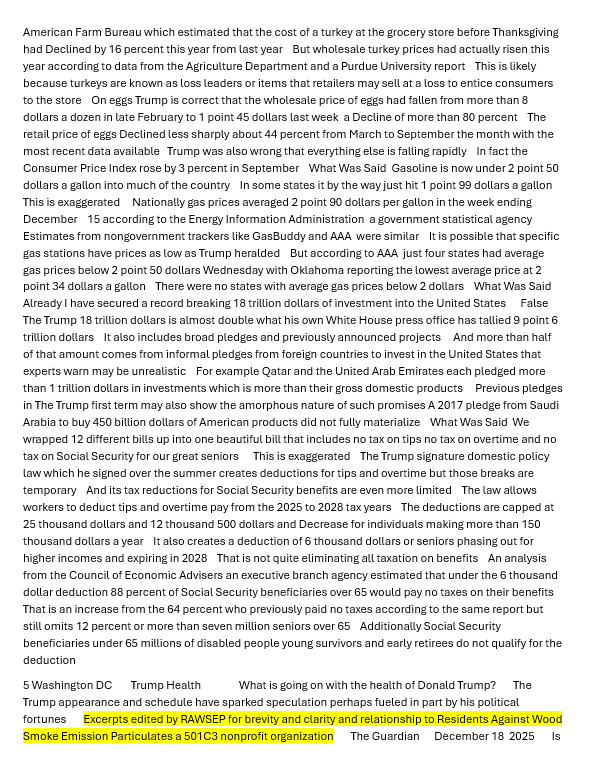 American Farm Bureau which estimated that the cost of a turkey at the grocery store before Thanksgiving
had Declined by 16 percent this year from last year    But wholesale turkey prices had actually risen this
year according to data from the Agriculture Department and a Purdue University report    This is likely
because turkeys are known as loss leaders or items that retailers may sell at a loss to entice consumers
to the store    On eggs Trump is correct that the wholesale price of eggs had fallen from more than 8
dollars a dozen in late February to 1 point 45 dollars last week  a Decline of more than 80 percent    The
retail price of eggs Declined less sharply about 44 percent from March to September the month with the
most recent data available   Trump was also wrong that everything else is falling rapidly    In fact the
Consumer Price Index rose by 3 percent in September    What Was Said  Gasoline is now under 2 point 50
dollars a gallon into much of the country    In some states it by the way just hit 1 point 99 dollars a gallon
This is exaggerated     Nationally gas prices averaged 2 point 90 dollars per gallon in the week ending
December   15 according to the Energy Information Administration  a government statistical agency
Estimates from nongovernment trackers like GasBuddy and AAA  were similar    It is possible that specific
gas stations have prices as low as Trump heralded    But according to AAA  just four states had average
gas prices below 2 point 50 dollars Wednesday with Oklahoma reporting the lowest average price at 2
point 34 dollars a gallon    There were no states with average gas prices below 2 dollars    What Was Said
Already I have secured a record breaking 18 trillion dollars of investment into the United States      False
The Trump 18 trillion dollars is almost double what his own White House press office has tallied 9 point 6
trillion dollars    It also includes broad pledges and previously announced projects     And more than half
of that amount comes from informal pledges from foreign countries to invest in the United States that
experts warn may be unrealistic    For example Qatar and the United Arab Emirates each pledged more
than 1 trillion dollars in investments which is more than their gross domestic products     Previous pledges
in The Trump first term may also show the amorphous nature of such promises A 2017 pledge from Saudi
Arabia to buy 450 billion dollars of American products did not fully materialize    What Was Said  We
wrapped 12 different bills up into one beautiful bill that includes no tax on tips no tax on overtime and no
tax on Social Security for our great seniors     This is exaggerated    The Trump signature domestic policy
law which he signed over the summer creates deductions for tips and overtime but those breaks are
temporary    And its tax reductions for Social Security benefits are even more limited    The law allows
workers to deduct tips and overtime pay from the 2025 to 2028 tax years    The deductions are capped at
25 thousand dollars and 12 thousand 500 dollars and Decrease for individuals making more than 150
thousand dollars a year    It also creates a deduction of 6 thousand dollars or seniors phasing out for
higher incomes and expiring in 2028    That is not quite eliminating all taxation on benefits    An analysis
from the Council of Economic Advisers an executive branch agency estimated that under the 6 thousand
dollar deduction 88 percent of Social Security beneficiaries over 65 would pay no taxes on their benefits
That is an increase from the 64 percent who previously paid no taxes according to the same report but
still omits 12 percent or more than seven million seniors over 65    Additionally Social Security
beneficiaries under 65 millions of disabled people young survivors and early retirees do not qualify for the
deduction
5 Washington DC      Trump Health            What is going on with the health of Donald Trump?     The
Trump appearance and schedule have sparked speculation perhaps fueled in part by his political
fortunes     Excerpts edited by RAWSEP for brevity and clarity and relationship to Residents Against Wood
Smoke Emission Particulates a 501C3 nonprofit organization     The Guardian     December 18  2025     Is